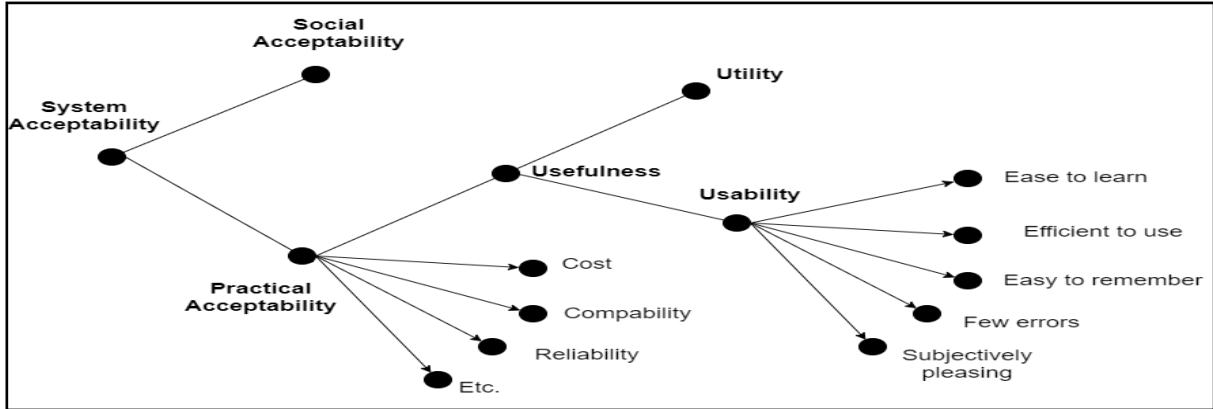 Social
Acceptability
System
Acceptability
Utility
Usefulness
Usability
Ease to learn
Efficient to use
Easy to remember
Few errors
Subjectively
pleasing
Practical
Acceptability
Cost
Compability
Reliability
Etc.